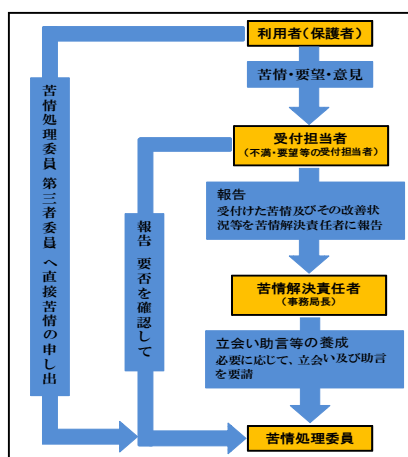 利用者(保護者)
苦情・要望・意見
受付担当者
(不満・要望等の受付担当者)
報告
受付けた苦情及びその改善状
況等を苦情解決責任者に報告
苦情解決責任者
(事務局長)
立会い助言等の養成
必要に応じて、立会い及び助言
を要請
苦情処理委員
報告 要否を確認して
苦情処理委員 第三者委員 へ直接苦情の申し出